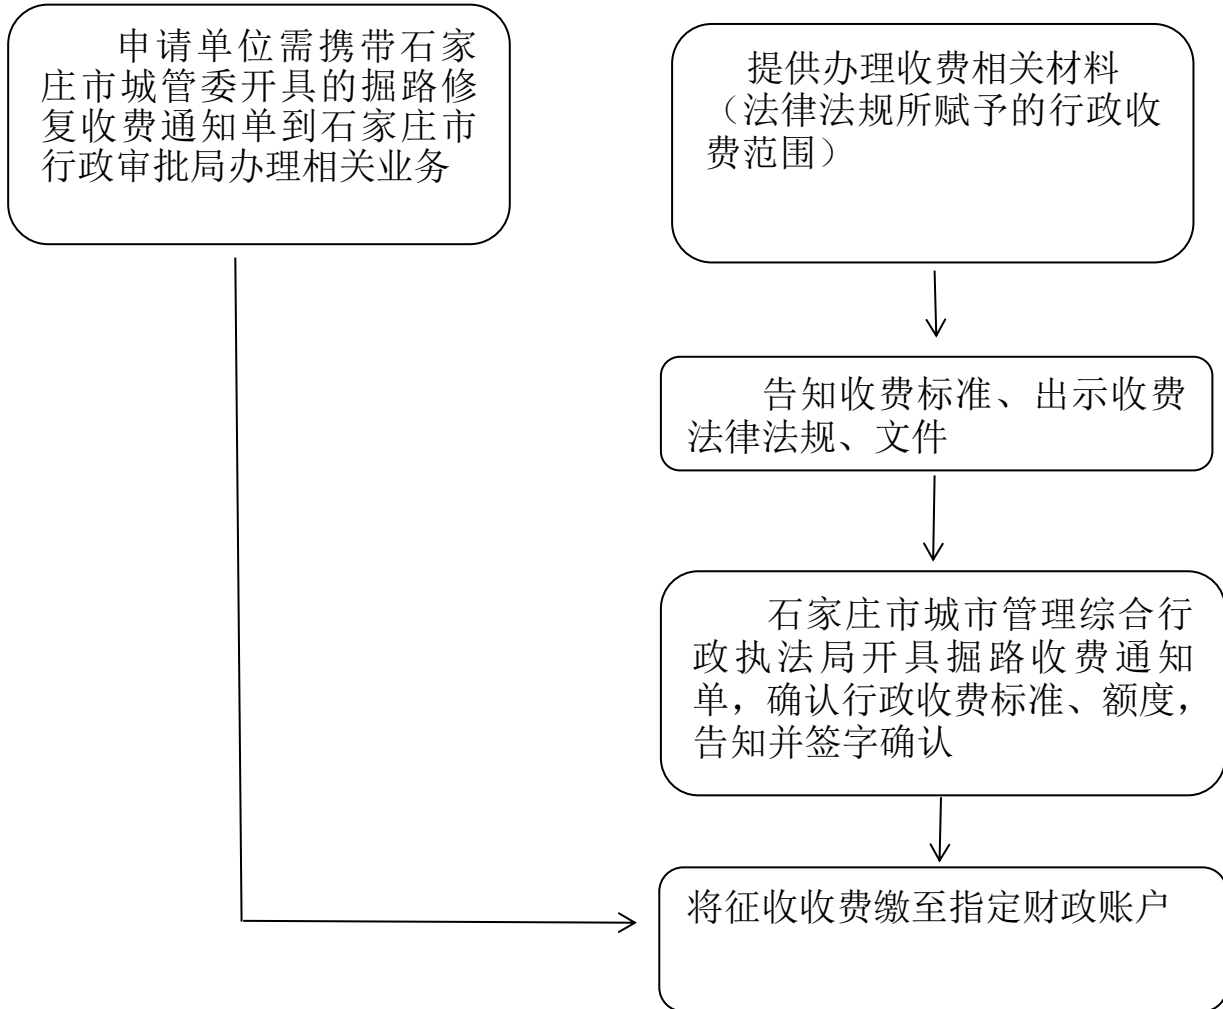 申请单位需携带石家
庄市城管委开具的掘路修
复收费通知单到石家庄市
行政审批局办理相关业务
提供办理收费相关材料
（法律法规所赋予的行政收
费范围）
告知收费标准、出示收费
法律法规、文件
石家庄市城市管理综合行
政执法局开具掘路收费通知
单，确认行政收费标准、额度，
告知并签字确认
将征收收费缴至指定财政账户